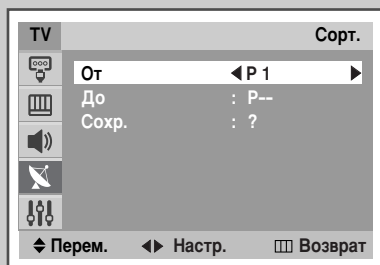 TV Сорт.
От ◀ P 1 ▶
До : P--
Сохр. : ?
Перем. Настр. Возврат